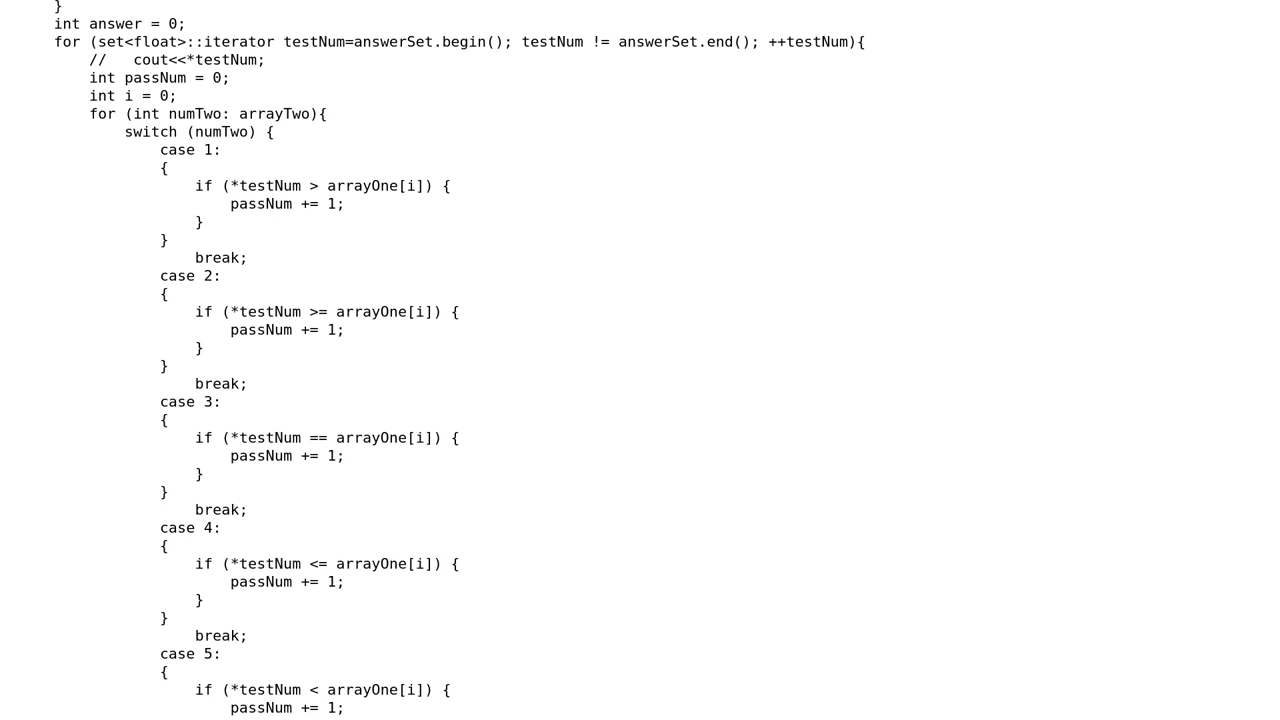 }
int answer = 0;
for (set<float>::iterator testNum=answerSet.begin(); testNum != answerSet.end(); ++testNum){
    //   cout<<*testNum;
    int passNum = 0;
    int i = 0;
    for (int numTwo: arrayTwo){
        switch (numTwo) {
            case 1:
            {
                if (*testNum > arrayOne[i]) {
                    passNum += 1;
                }
            }
                break;
            case 2:
            {
                if (*testNum >= arrayOne[i]) {
                    passNum += 1;
                }
            }
                break;
            case 3:
            {
                if (*testNum == arrayOne[i]) {
                    passNum += 1;
                }
            }
                break;
            case 4:
            {
                if (*testNum <= arrayOne[i]) {
                    passNum += 1;
                }
            }
                break;
            case 5:
            {
                if (*testNum < arrayOne[i]) {
                    passNum += 1;